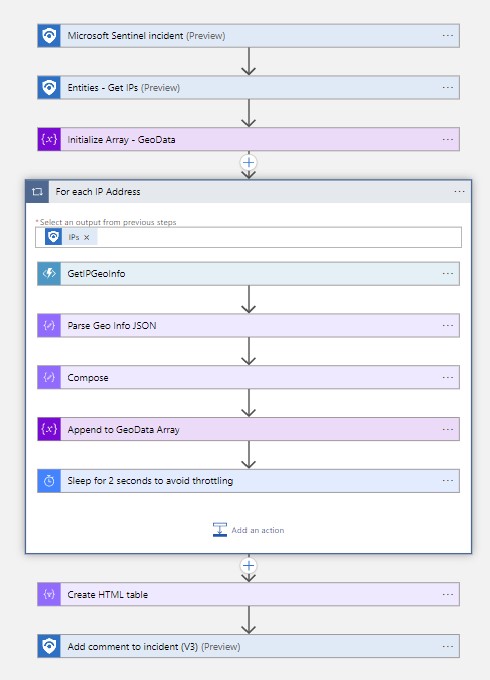 Microsoft Sentinel incident (Preview)
Entities - Get IPs (Preview)
{x} Initialize Array - GeoData
For each IP Address
* Select an output from previous steps
IPs ×
GetIPGeoInfo
Parse Geo Info JSON
Compose
{x} Append to GeoData Array
Sleep for 2 seconds to avoid throttling
Add an action
Create HTML table
Add comment to incident (V3) (Preview)